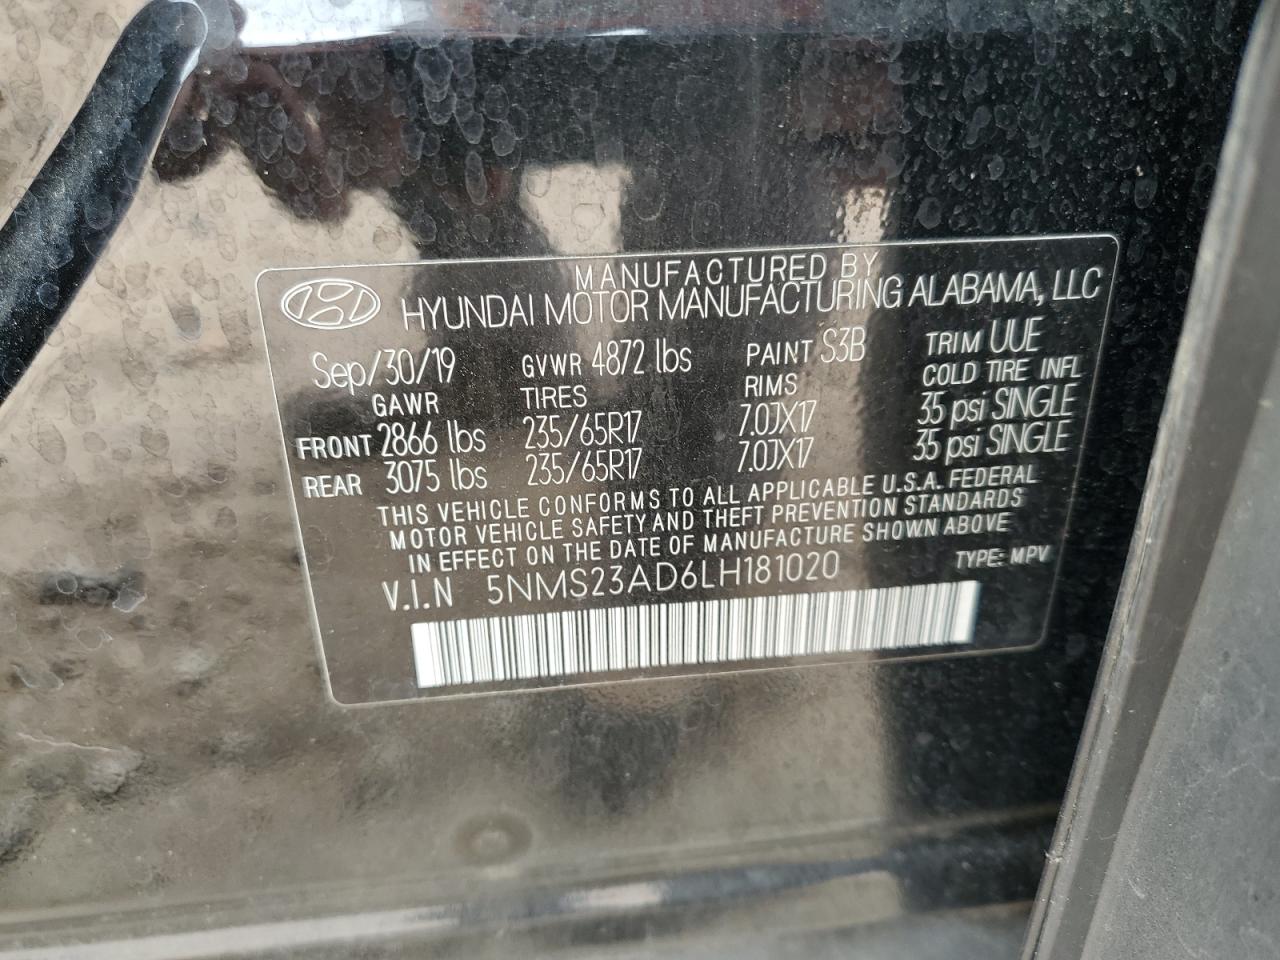 MANUFACTURED BY
HYUNDAI MOTOR MANUFACTURING ALABAMA, LLC
Sep/30/19 GVWR 4872 lbs PAINT S3B TRIM UUE
GAWR TIRES RIMS COLD TIRE INFL
FRONT 2866 lbs 235/65R17 7.0JX17 35 psi SINGLE
REAR 3075 lbs 235/65R17 7.0JX17 35 psi SINGLE
THIS VEHICLE CONFORMS TO ALL APPLICABLE U.S.A. FEDERAL
MOTOR VEHICLE SAFETY AND THEFT PREVENTION STANDARDS
IN EFFECT ON THE DATE OF MANUFACTURE SHOWN ABOVE
V.I.N 5NMS23AD6LH181020 TYPE: MPV